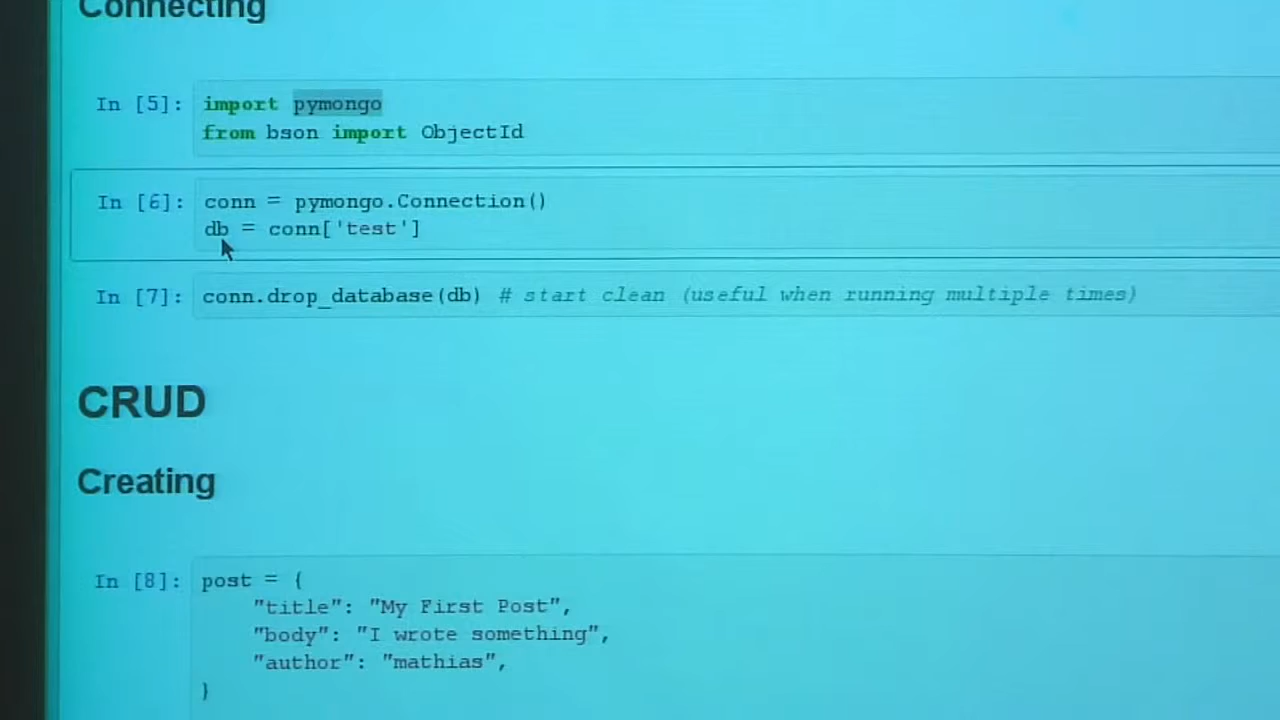 Connecting
In [5]: import pymongo
from bson import ObjectId
In [6]: conn = pymongo.Connection()
db = conn['test']
In [7]: conn.drop_database(db) # start clean (useful when running multiple times)
CRUD
Creating
In [8]: post = {
"title": "My First Post",
"body": "I wrote something",
"author": "mathias",
}